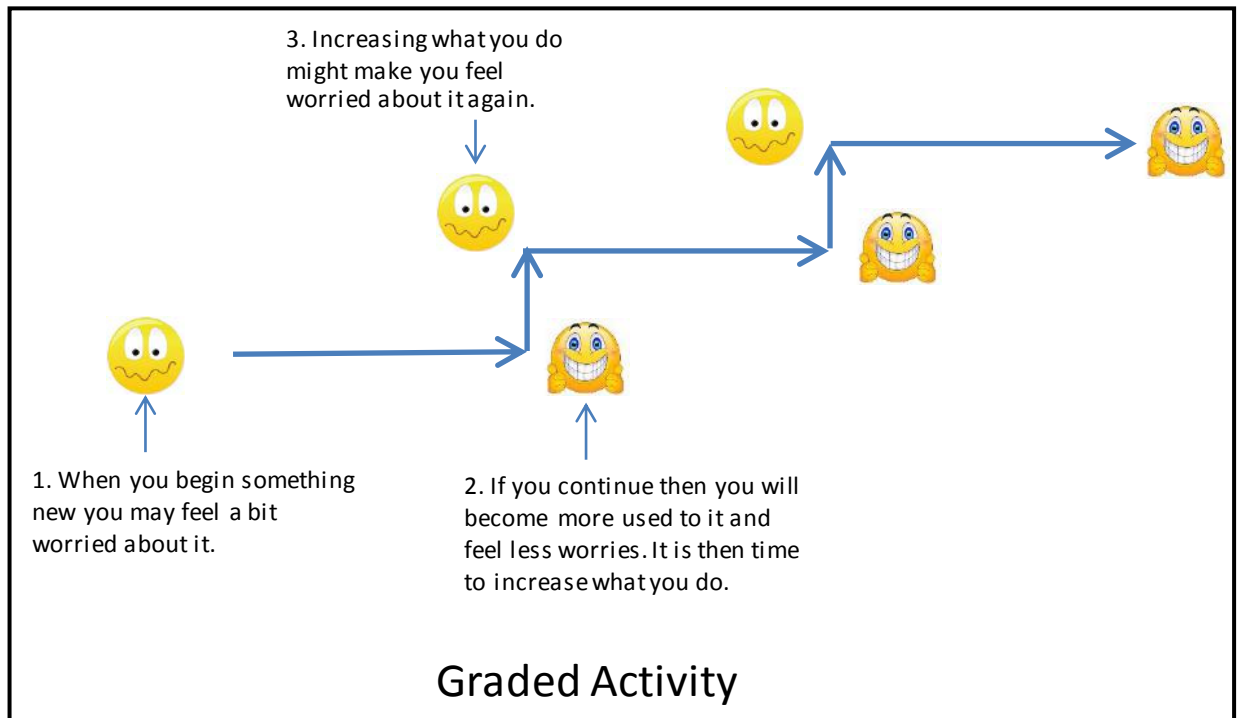 3. Increasing what you do
might make you feel
worried about it again.
1. When you begin something
new you may feel a bit
worried about it.
2. If you continue then you will
become more used to it and
feel less worries. It is then time
to increase what you do.
Graded Activity